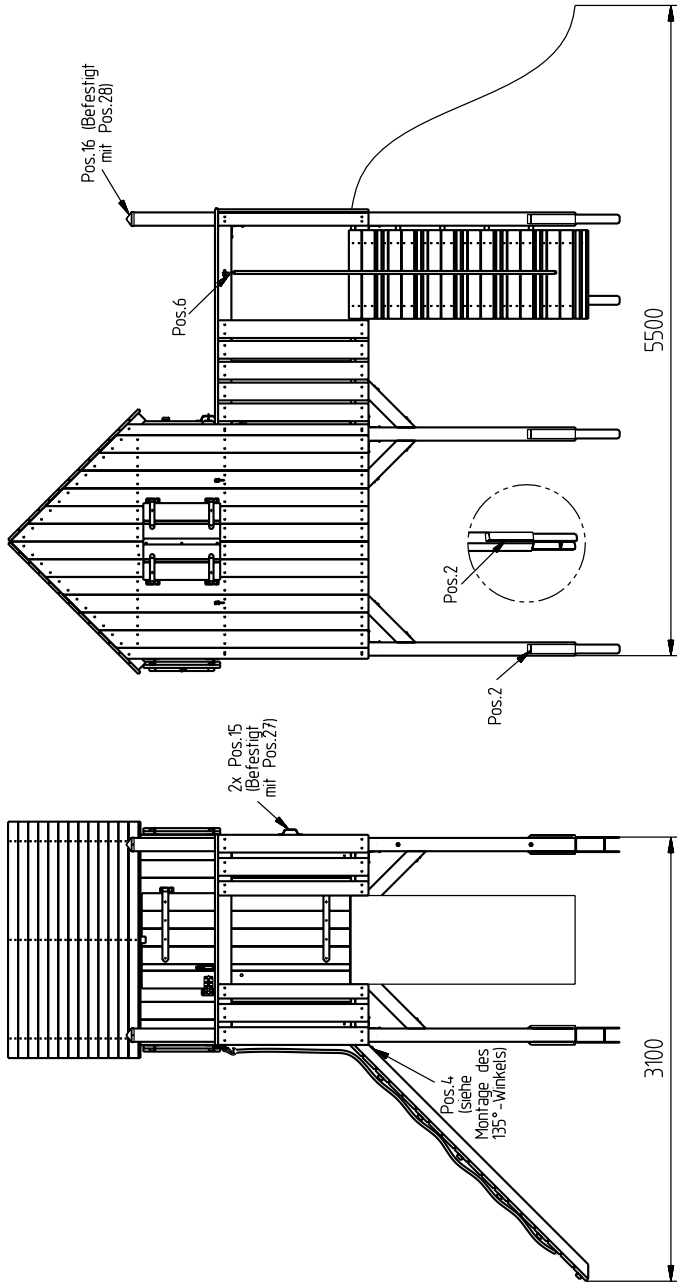 Pos.16 (Befestigt
mit Pos.28)
Pos.6
5500
Pos.2
Pos.2
2x Pos.15
(Befestigt
mit Pos.27)
Pos.4
(siehe
Montage des
135°-Winkels)
3100